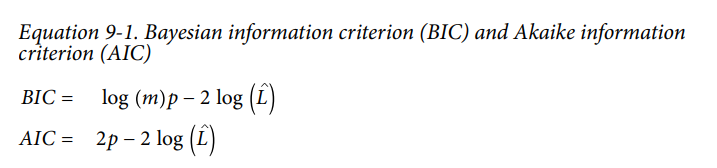 Equation 9-1. Bayesian information criterion (BIC) and Akaike information
criterion (AIC)
BIC = log (m)p – 2 log (L̂)
AIC = 2p – 2 log (L̂)